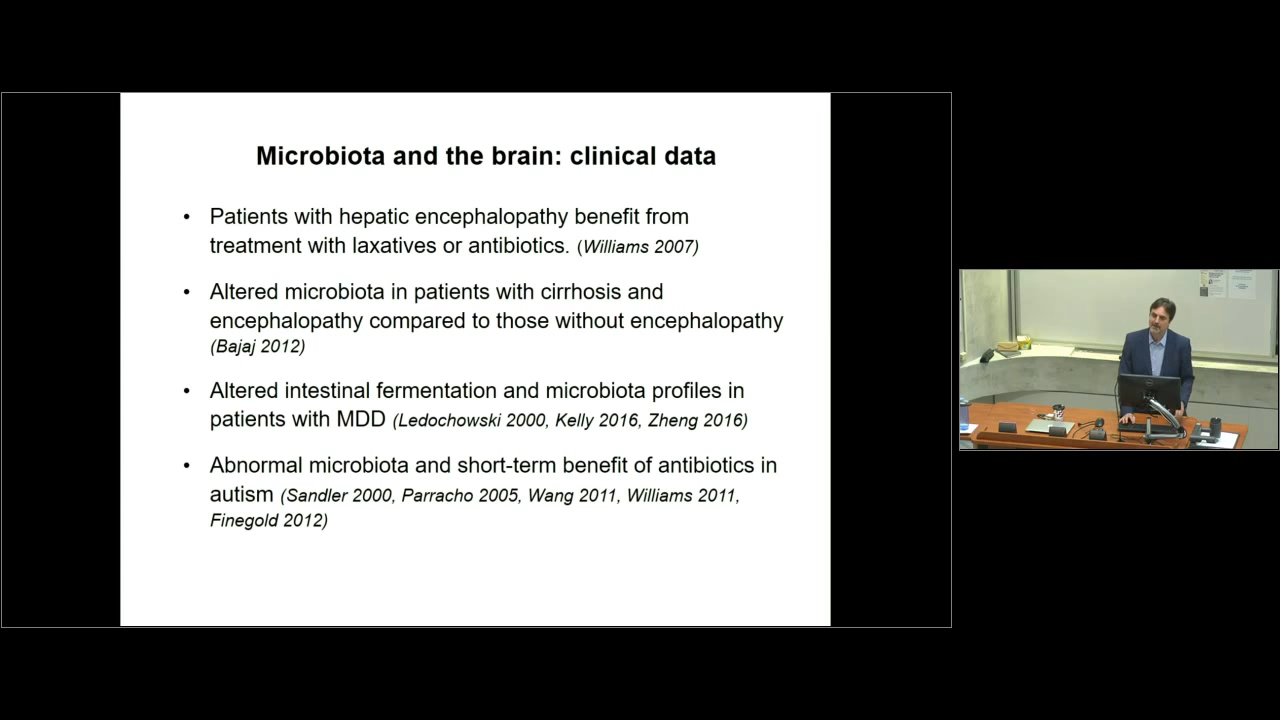 Microbiota and the brain: clinical data
• Patients with hepatic encephalopathy benefit from
treatment with laxatives or antibiotics. (Williams 2007)
• Altered microbiota in patients with cirrhosis and
encephalopathy compared to those without encephalopathy
(Bajaj 2012)
• Altered intestinal fermentation and microbiota profiles in
patients with MDD (Ledochowski 2000, Kelly 2016, Zheng 2016)
• Abnormal microbiota and short-term benefit of antibiotics in
autism (Sandler 2000, Parracho 2005, Wang 2011, Williams 2011,
Finegold 2012)